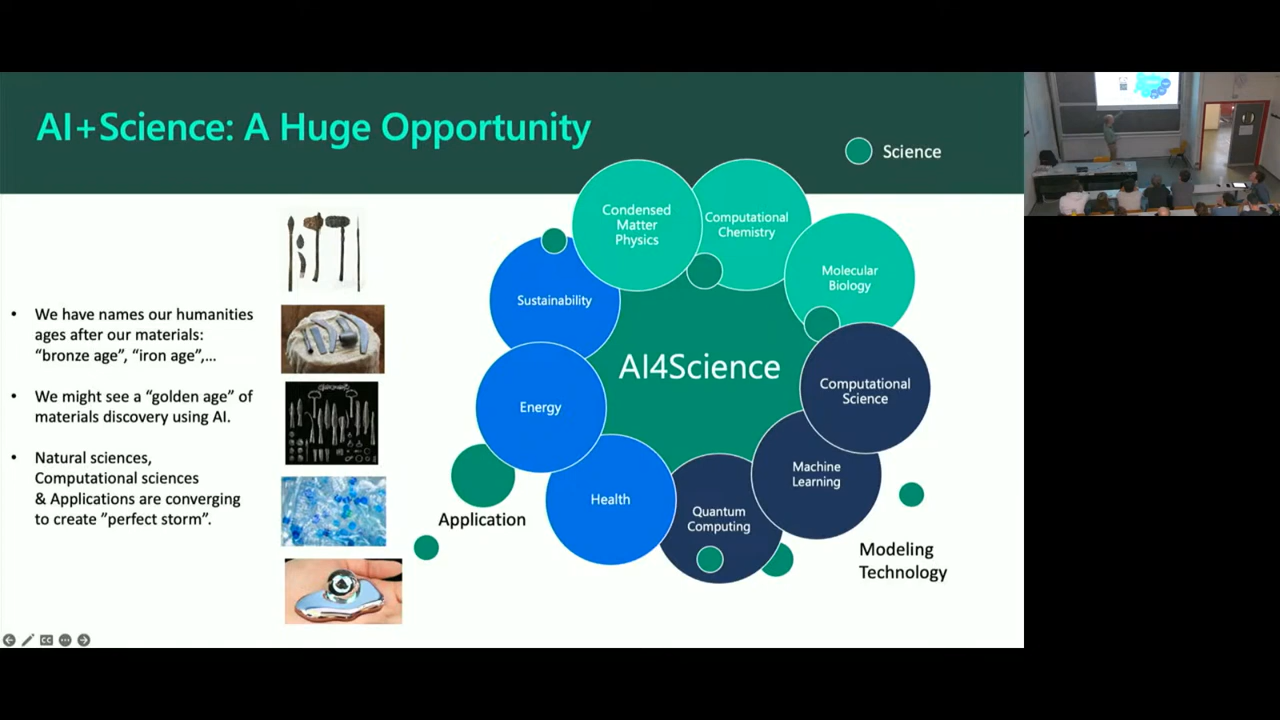 AI+Science: A Huge Opportunity
Science
• We have names our humanities
ages after our materials:
“bronze age”, “iron age”,…
• We might see a “golden age” of
materials discovery using AI.
• Natural sciences,
Computational sciences
& Applications are converging
to create ”perfect storm”.
Condensed
Matter
Physics
Computational
Chemistry
Molecular
Biology
Sustainability
AI4Science
Computational
Science
Energy
Machine
Learning
Health
Quantum
Computing
Application
Modeling
Technology
CC